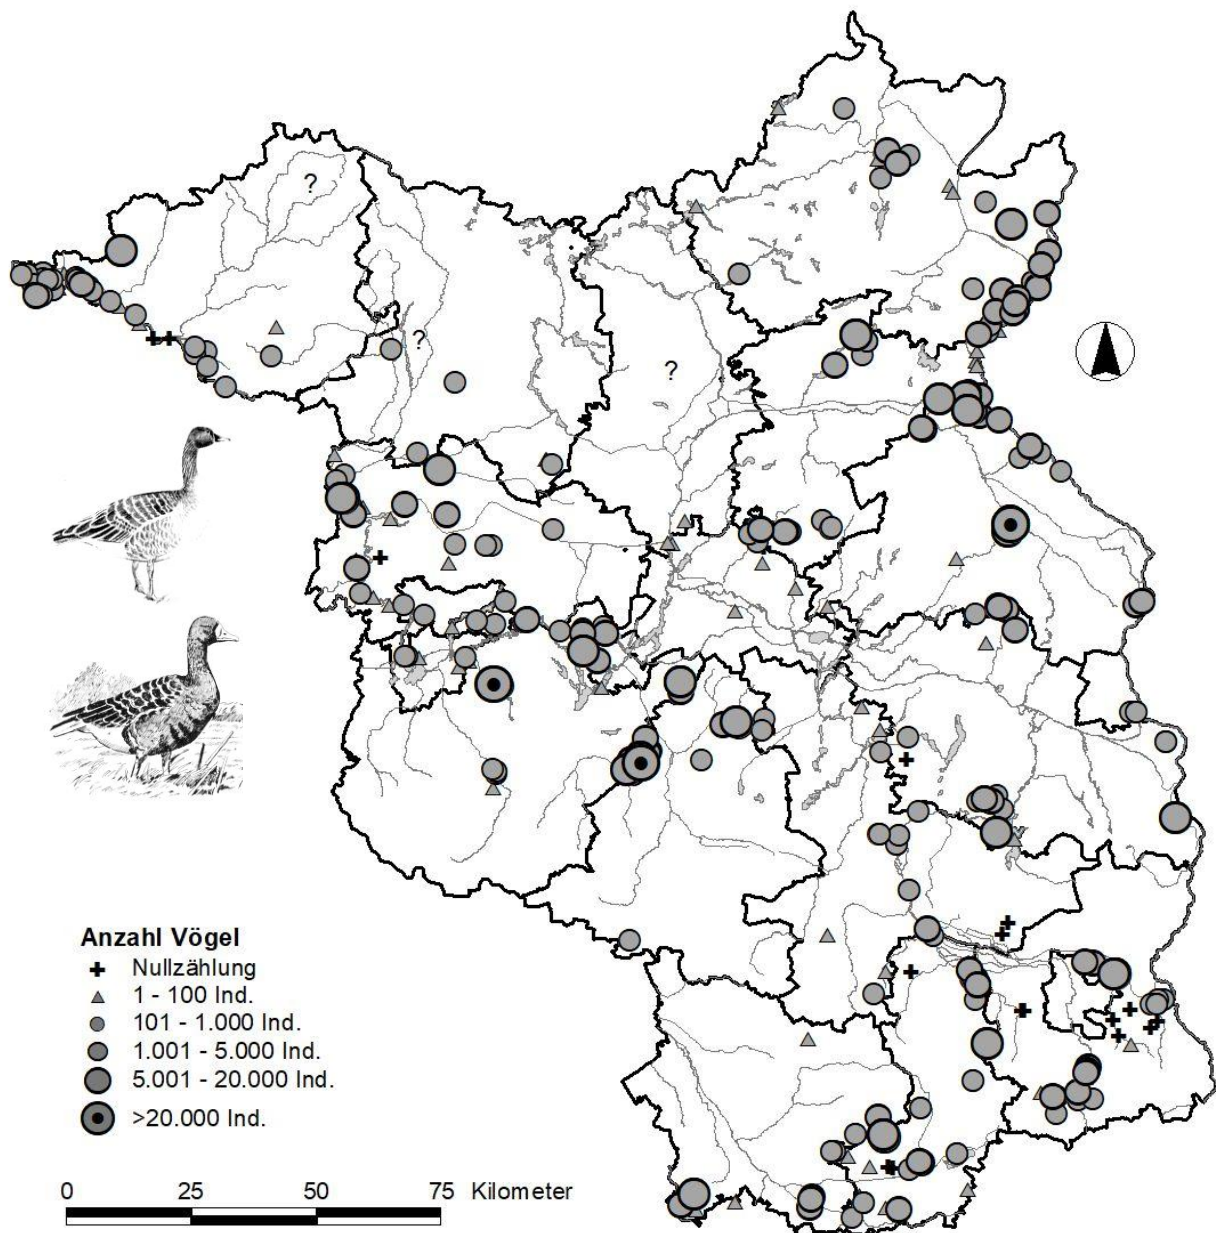 ?
?
?
Anzahl Vögel
Nullzählung
1 - 100 Ind.
101 - 1.000 Ind.
1.001 - 5.000 Ind.
5.001 - 20.000 Ind.
>20.000 Ind.
0 25 50 75 Kilometer